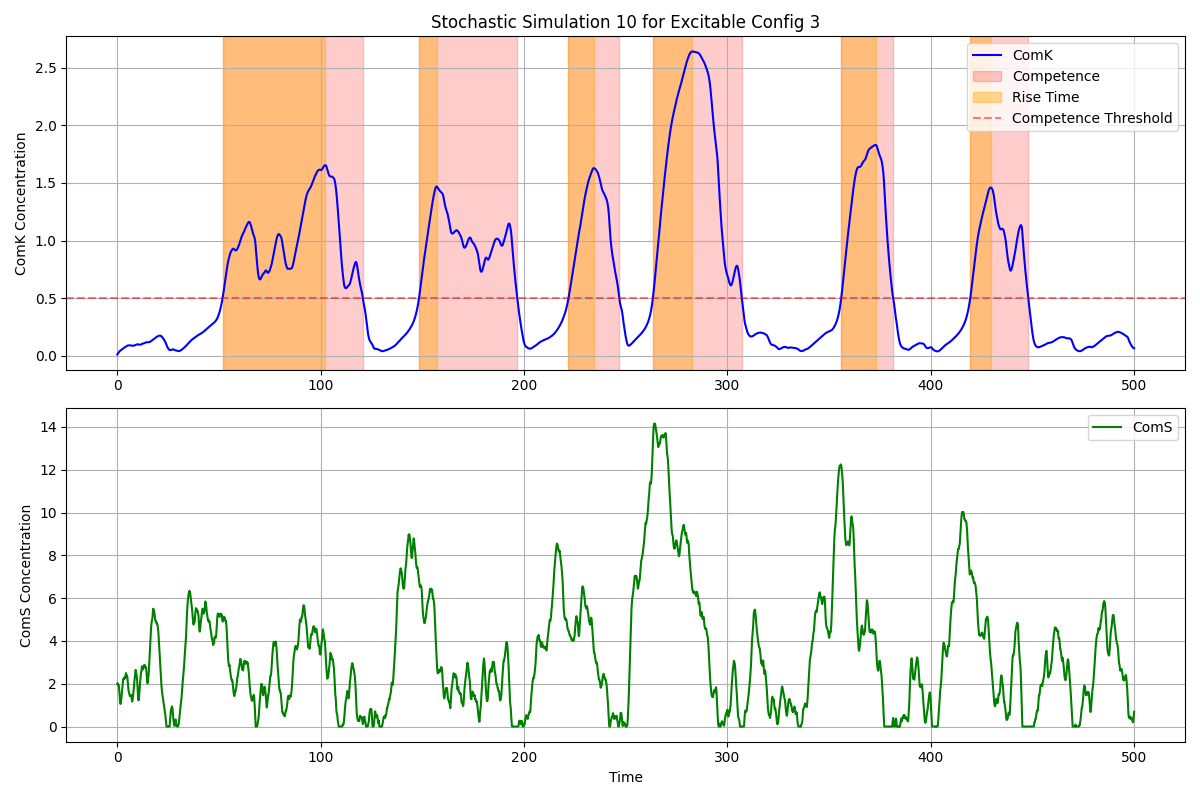 Stochastic Simulation 10 for Excitable Config 3
ComK Concentration
2.5
2.0
1.5
1.0
0.5
0.0
ComK
Competence
Rise Time
Competence Threshold
0 100 200 300 400 500
ComS Concentration
14
12
10
8
6
4
2
0
ComS
0 100 200 300 400 500
Time